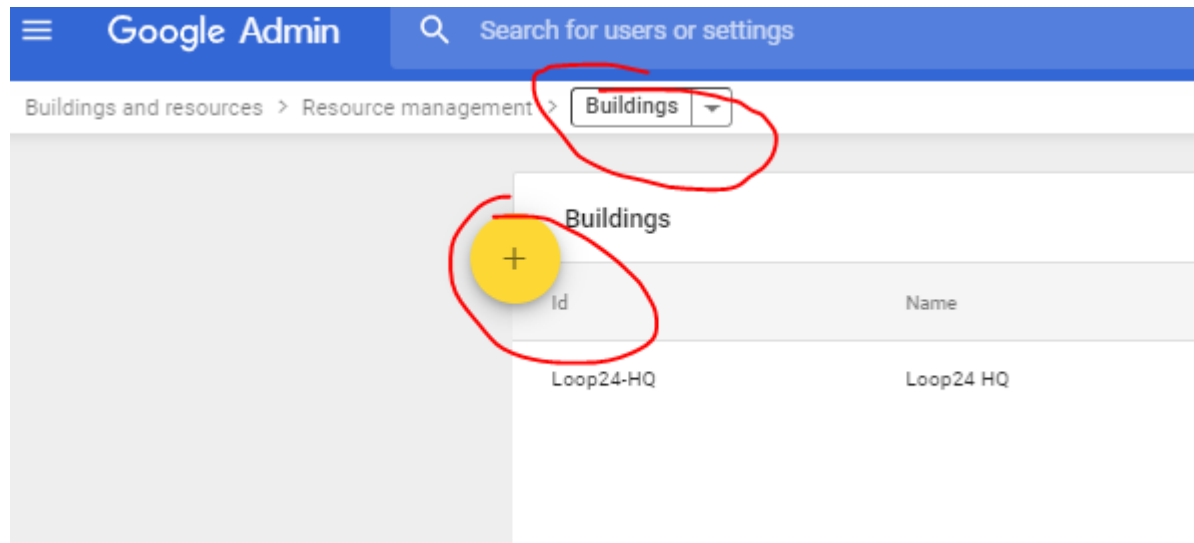 Google Admin Search for users or settings
Buildings and resources > Resource management > Buildings
Buildings
+
Id Name
Loop24-HQ Loop24 HQ